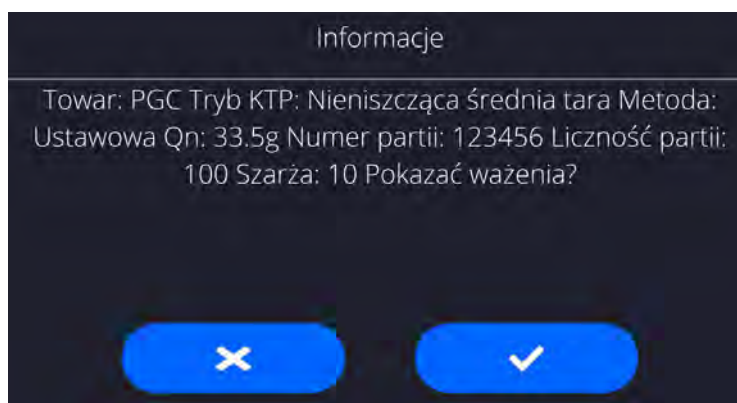 Informacje
Towar: PGC Tryb KTP: Nieniszcząca średnia tara Metoda:
Ustawowa Qn: 33.5g Numer partii: 123456 Liczność partii:
100 Szarża: 10 Pokazać ważenia?